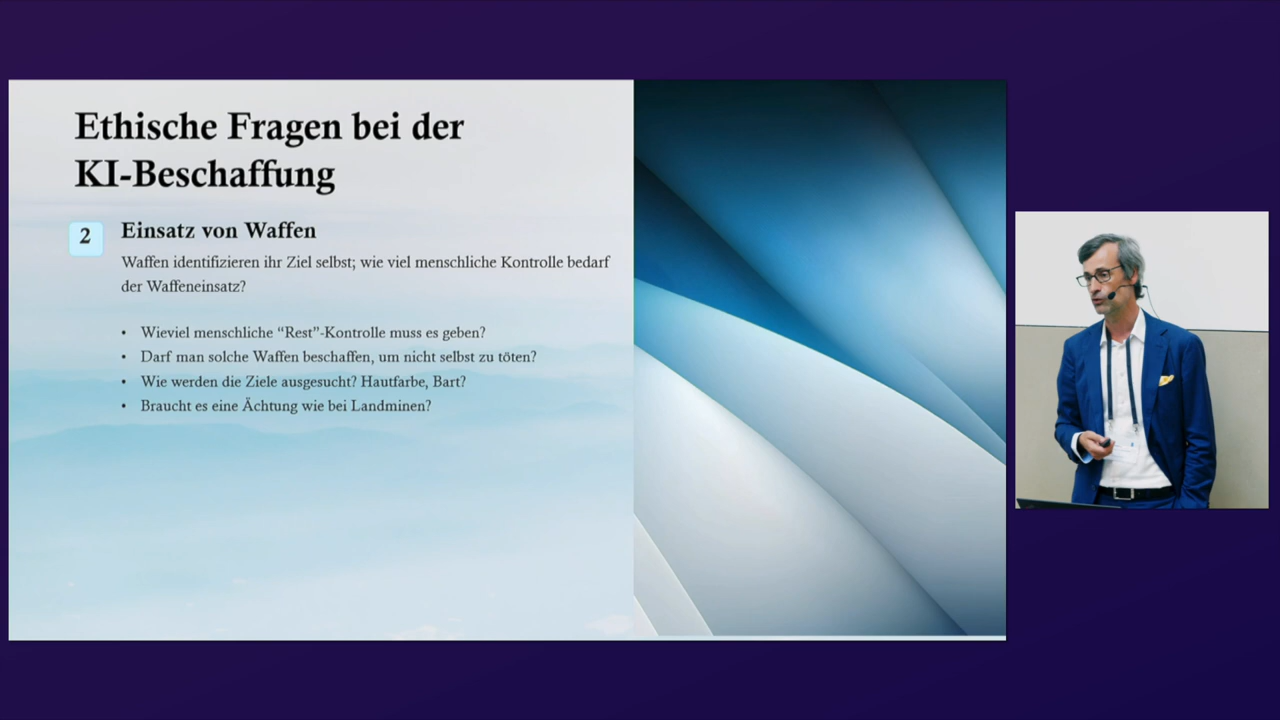 Ethische Fragen bei der
KI-Beschaffung
2
Einsatz von Waffen
Waffen identifizieren ihr Ziel selbst; wie viel menschliche Kontrolle bedarf
der Waffeneinsatz?
• Wieviel menschliche “Rest”-Kontrolle muss es geben?
• Darf man solche Waffen beschaffen, um nicht selbst zu töten?
• Wie werden die Ziele ausgesucht? Hautfarbe, Bart?
• Braucht es eine Ächtung wie bei Landminen?